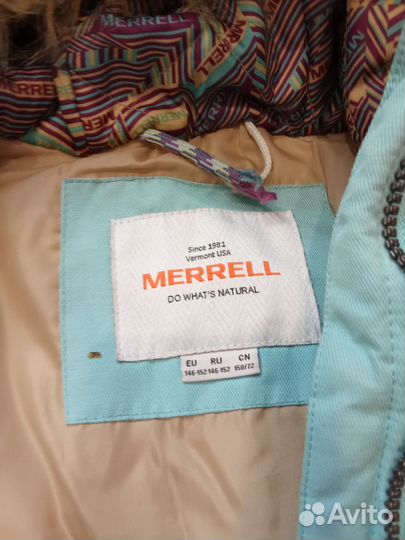 MERRELL
Since 1981
Vermont USA
MERRELL
DO WHAT'S NATURAL
EU RU CN
146-152 146-152 150/72
Avito